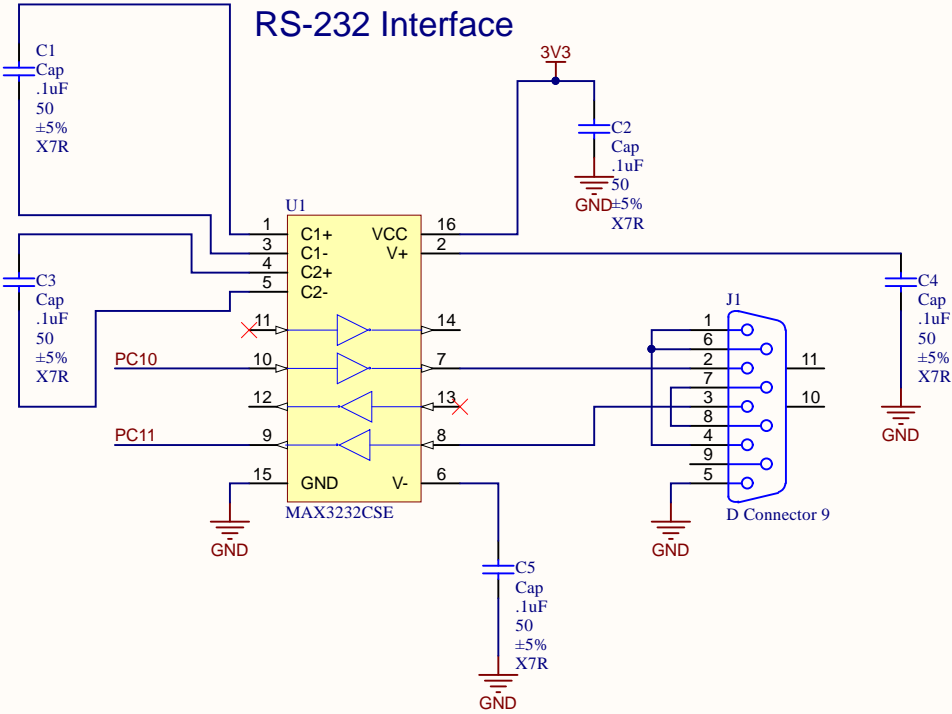 RS-232 Interface
C1
Cap
.1uF
50
±5%
X7R
3V3
C2
Cap
.1uF
50
±5%
X7R
GND
U1
1
C1+
VCC
16
3
C1-
V+
2
4
C2+
5
C2-
C3
Cap
.1uF
50
±5%
X7R
C4
Cap
.1uF
50
±5%
X7R
GND
11
14
PC10
10
7
12
13
PC11
9
8
15
GND
V-
6
MAX3232CSE
GND
J1
1
6
2
7
3
8
4
9
5
11
10
D Connector 9
GND
C5
Cap
.1uF
50
±5%
X7R
GND